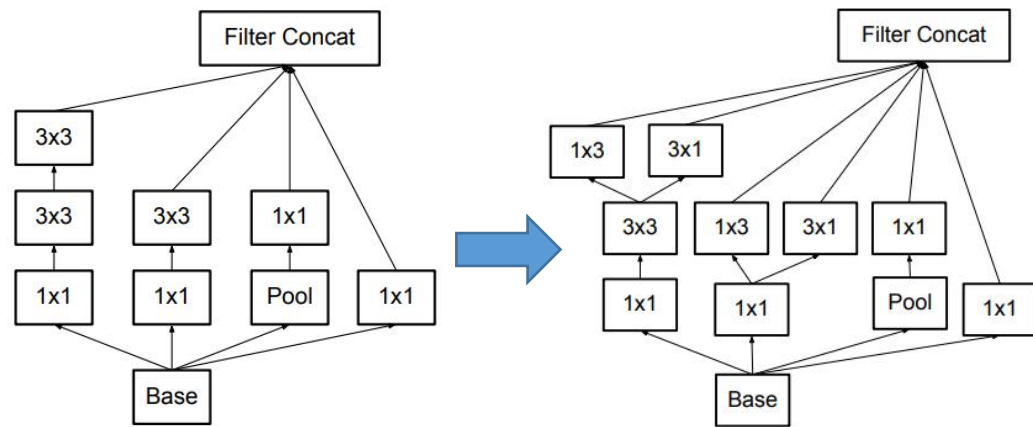 Filter Concat
3x3
3x3
3x3
1x1
1x1
1x1
Pool
1x1
Base
Filter Concat
1x3
3x1
3x3
1x3
3x1
1x1
1x1
1x1
Pool
1x1
Base